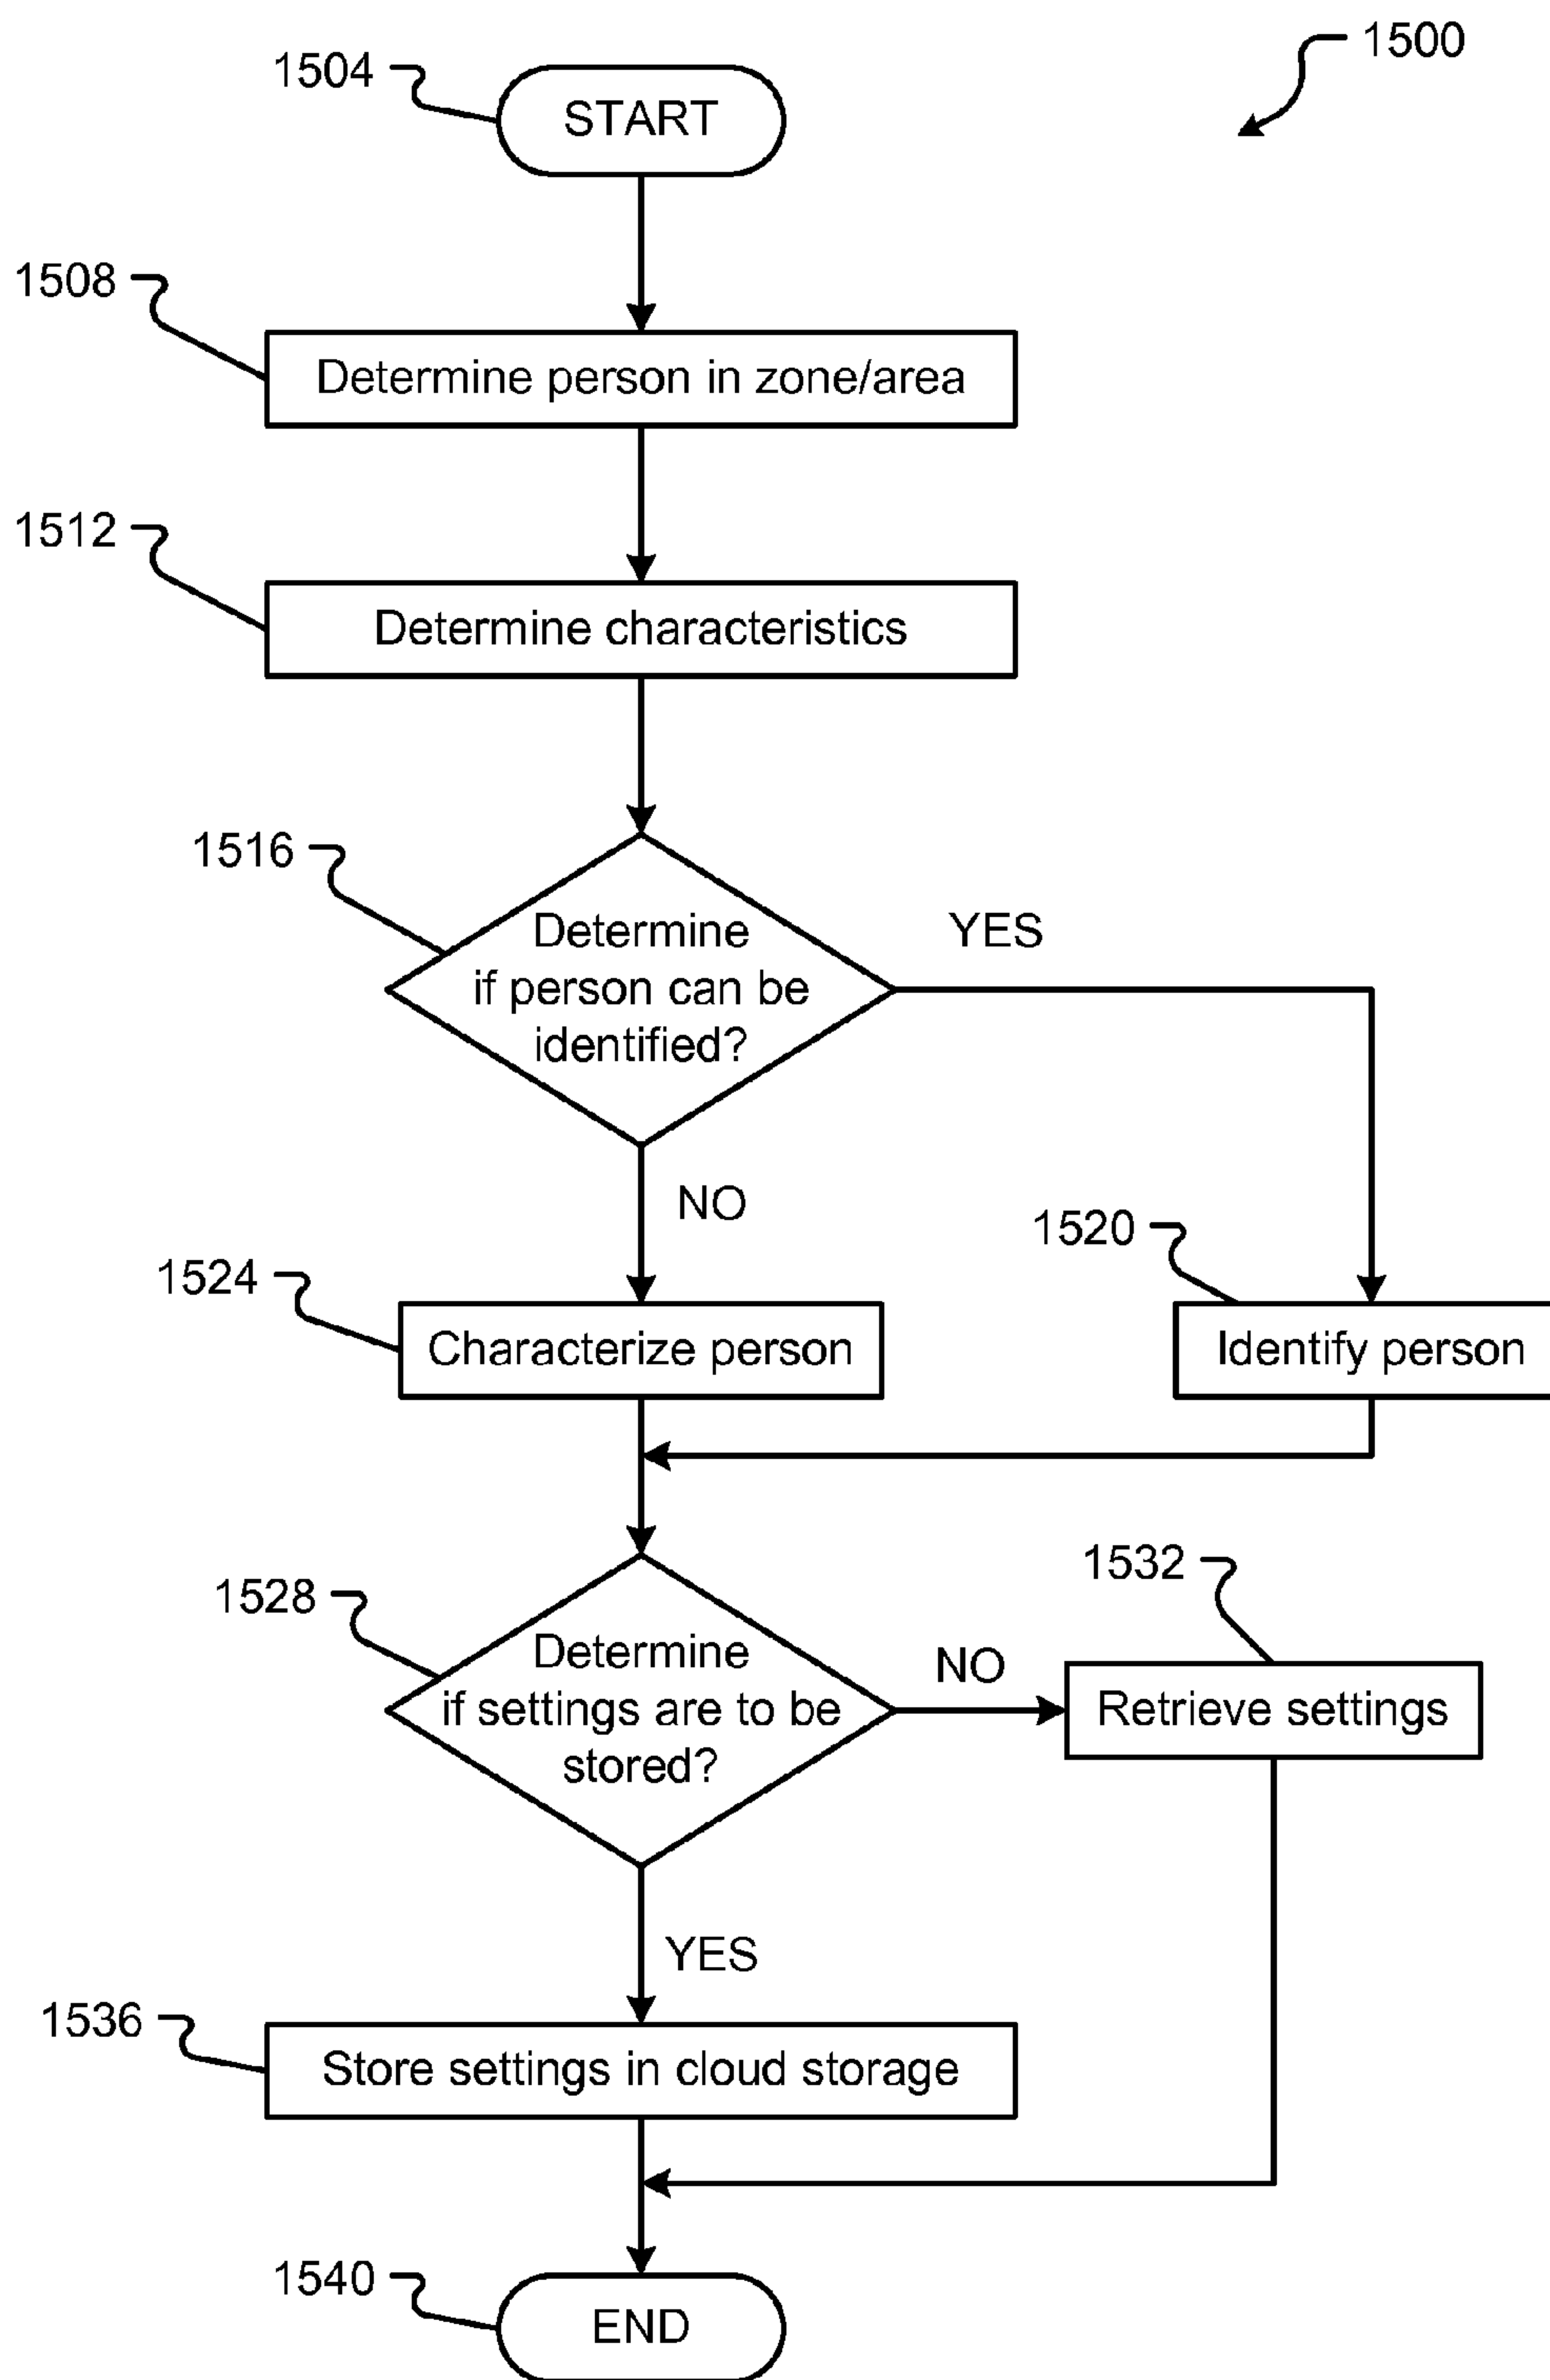 1500
1504
START
1508
Determine person in zone/area
1512
Determine characteristics
1516
Determine
if person can be
identified?
YES
NO
1520
1524
Characterize person
Identify person
1532
1528
Determine
if settings are to be
stored?
NO
Retrieve settings
YES
1536
Store settings in cloud storage
1540
END